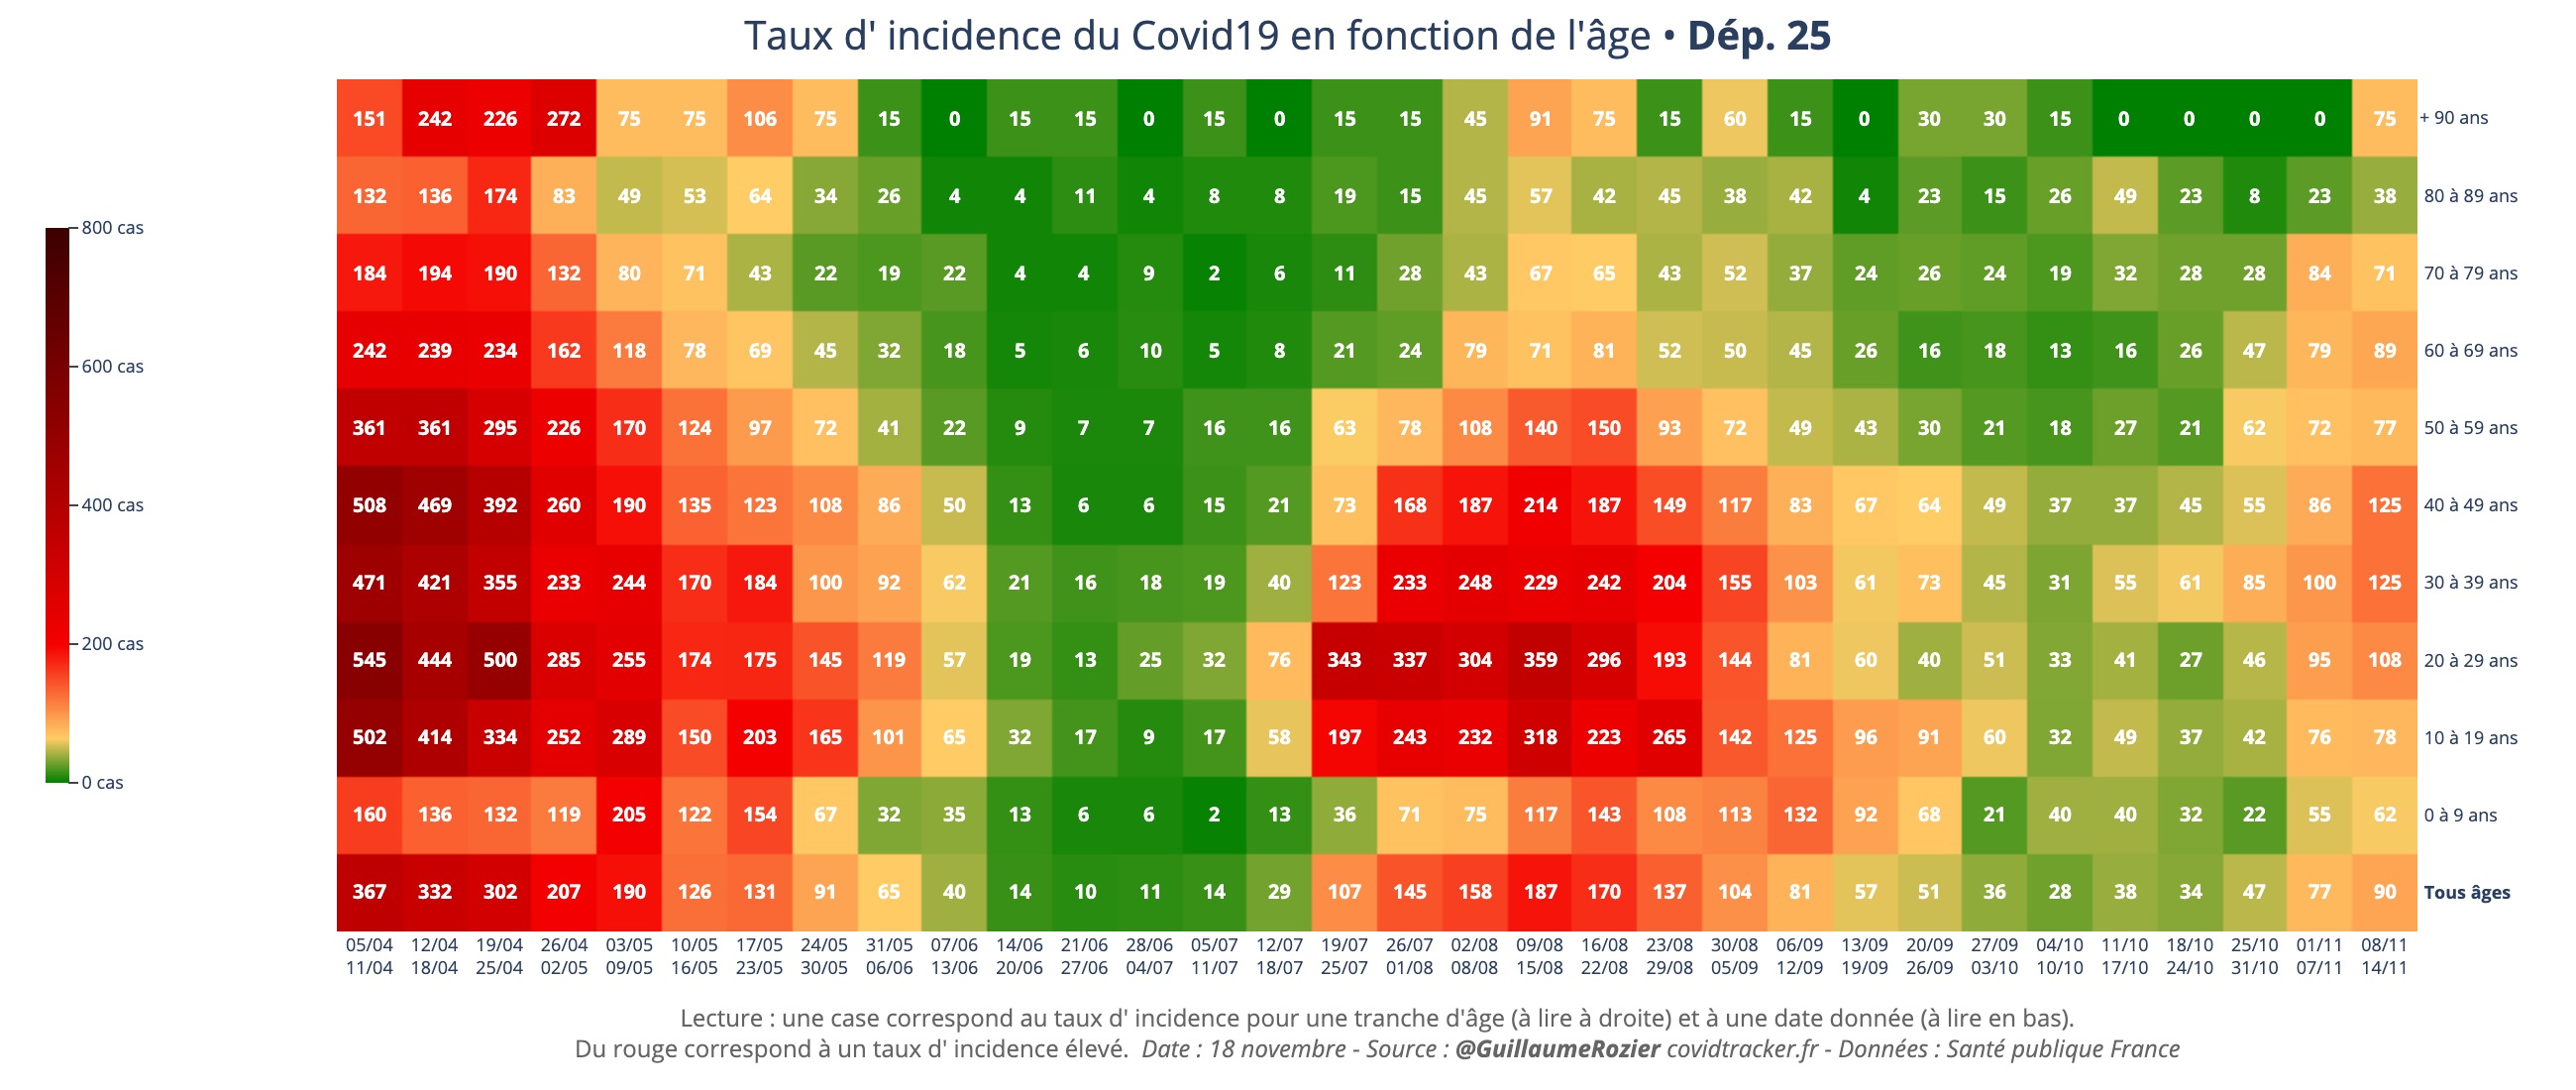 Taux d' incidence du Covid19 en fonction de l'âge • Dép. 25
800 cas
600 cas
400 cas
200 cas
0 cas
151 242 226 272 75 75 106 75 15 0 15 15 0 15 0 15 15 45 91 75 15 60 15 0 30 30 15 0 0 0 0 75 + 90 ans
132 136 174 83 49 53 64 34 26 4 4 11 4 8 8 19 15 45 57 42 45 38 42 4 23 15 26 49 23 8 23 38 80 à 89 ans
184 194 190 132 80 71 43 22 19 22 4 4 9 2 6 11 28 43 67 65 43 52 37 24 26 24 19 32 28 28 84 71 70 à 79 ans
242 239 234 162 118 78 69 45 32 18 5 6 10 5 8 21 24 79 71 81 52 50 45 26 16 18 13 16 26 47 79 89 60 à 69 ans
361 361 295 226 170 124 97 72 41 22 9 7 7 16 16 63 78 108 140 150 93 72 49 43 30 21 18 27 21 62 72 77 50 à 59 ans
508 469 392 260 190 135 123 108 86 50 13 6 6 15 21 73 168 187 214 187 149 117 83 67 64 49 37 37 45 55 86 125 40 à 49 ans
471 421 355 233 244 170 184 100 92 62 21 16 18 19 40 123 233 248 229 242 204 155 103 61 73 45 31 55 61 85 100 125 30 à 39 ans
545 444 500 285 255 174 175 145 119 57 19 13 25 32 76 343 337 304 359 296 193 144 81 60 40 51 33 41 27 46 95 108 20 à 29 ans
502 414 334 252 289 150 203 165 101 65 32 17 9 17 58 197 243 232 318 223 265 142 125 96 91 60 32 49 37 42 76 78 10 à 19 ans
160 136 132 119 205 122 154 67 32 35 13 6 6 2 13 36 71 75 117 143 108 113 132 92 68 21 40 40 32 22 55 62 0 à 9 ans
367 332 302 207 190 126 131 91 65 40 14 10 11 14 29 107 145 158 187 170 137 104 81 57 51 36 28 38 34 47 77 90 Tous âges
05/04 12/04 19/04 26/04 03/05 10/05 17/05 24/05 31/05 07/06 14/06 21/06 28/06 05/07 12/07 19/07 26/07 02/08 09/08 16/08 23/08 30/08 06/09 13/09 20/09 27/09 04/10 11/10 18/10 25/10 01/11 08/11
11/04 18/04 25/04 02/05 09/05 16/05 23/05 30/05 06/06 13/06 20/06 27/06 04/07 11/07 18/07 25/07 01/08 08/08 15/08 22/08 29/08 05/09 12/09 19/09 26/09 03/10 10/10 17/10 24/10 31/10 07/11 14/11
Lecture : une case correspond au taux d' incidence pour une tranche d'âge (à lire à droite) et à une date donnée (à lire en bas).
Du rouge correspond à un taux d' incidence élevé. Date : 18 novembre - Source : @GuillaumeRozier covidtracker.fr - Données : Santé publique France